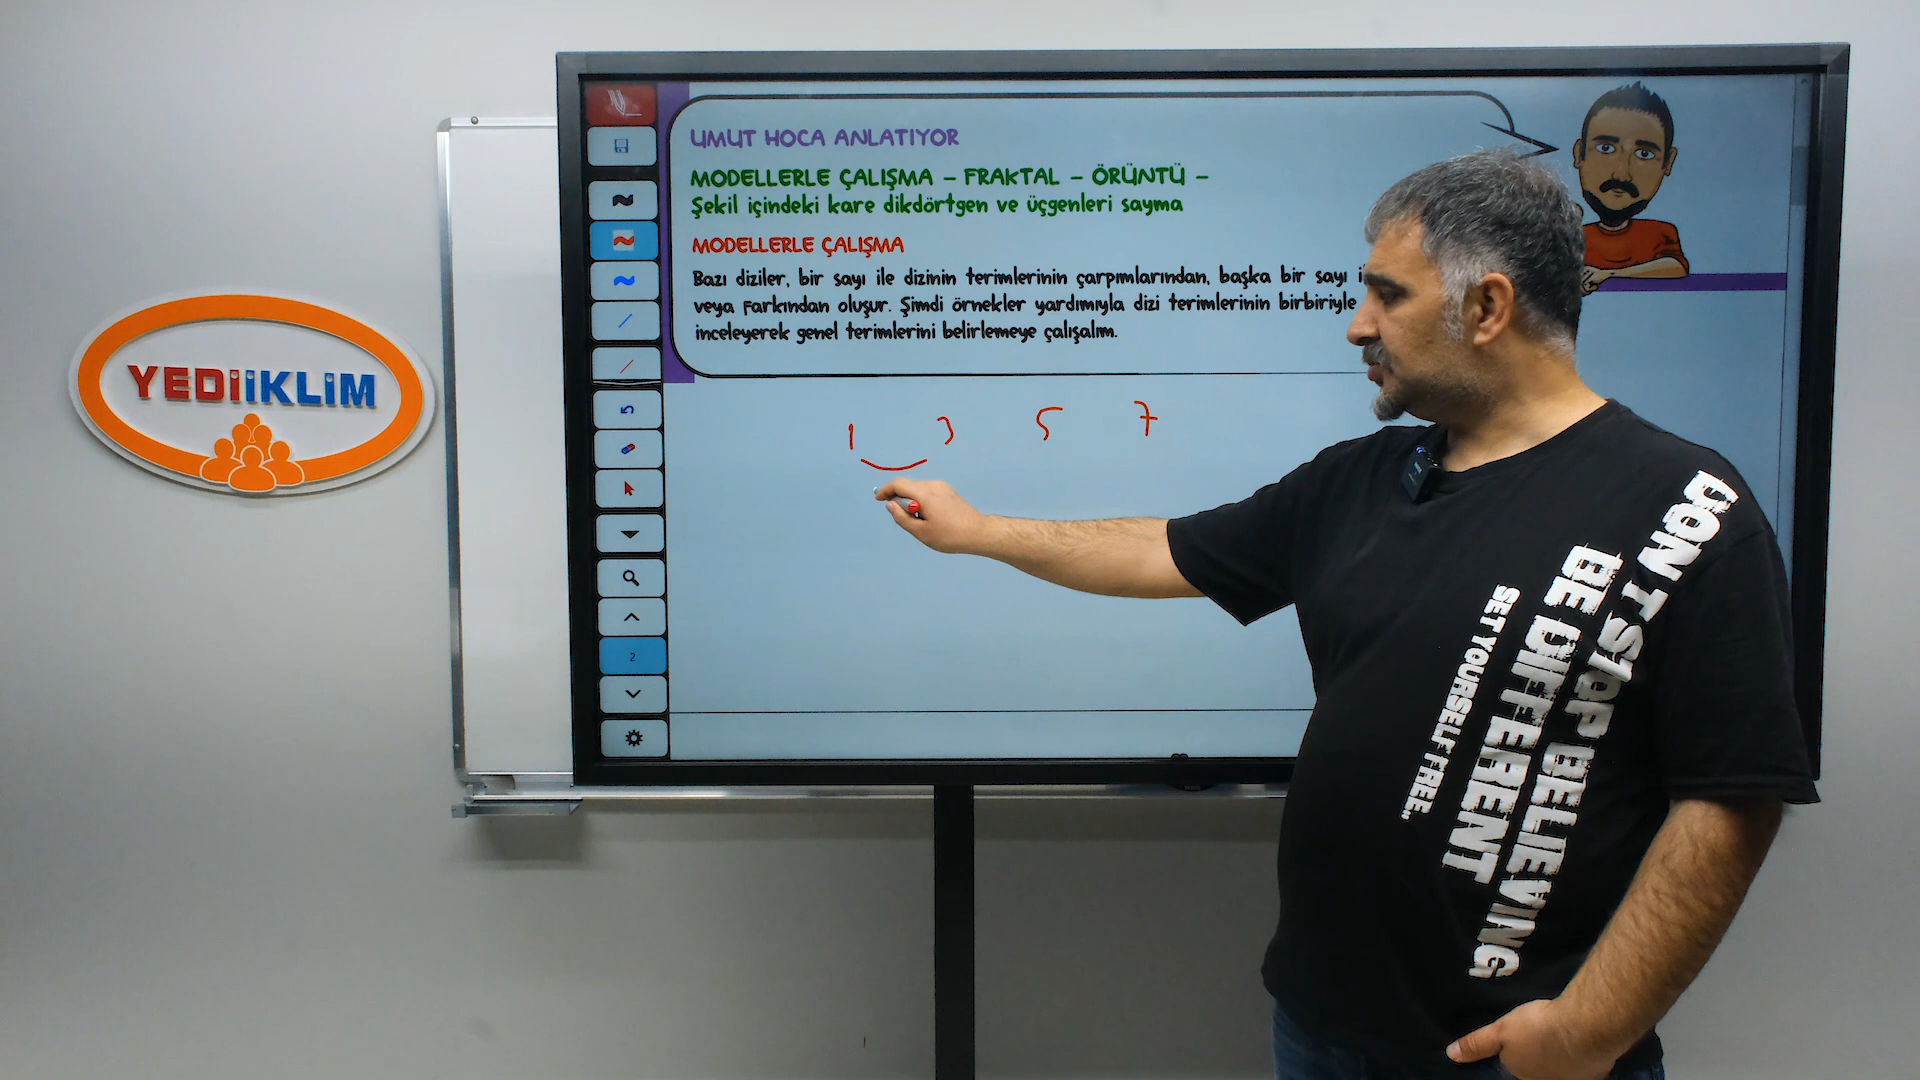 YEDİİKLİM
UMUT HOCA ANLATIYOR
MODELLERLE ÇALIŞMA – FRAKTAL – ÖRÜNTÜ –
Şekil içindeki kare dikdörtgen ve üçgenleri sayma
MODELLERLE ÇALIŞMA
Bazı diziler, bir sayı ile dizinin terimlerinin çarpımlarından, başka bir sayı i
veya Farkından oluşur. Şimdi örnekler yardımıyla dizi terimlerinin birbiriyle
inceleyerek genel terimlerini belirlemeye çalışalım.
1 3 5 7
2
DON'T STOP BELIEVING
BE DIFFERENT
SET YOURSELF FREE..